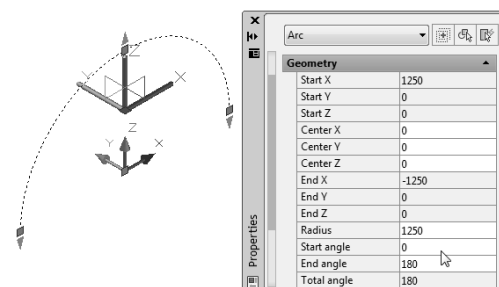 Arc
Geometry
Start X 1250
Start Y 0
Start Z 0
Center X 0
Center Y 0
Center Z 0
End X -1250
End Y 0
End Z 0
Radius 1250
Start angle 0
End angle 180
Total angle 180
Properties
Z
Y
X
Z
Y
X